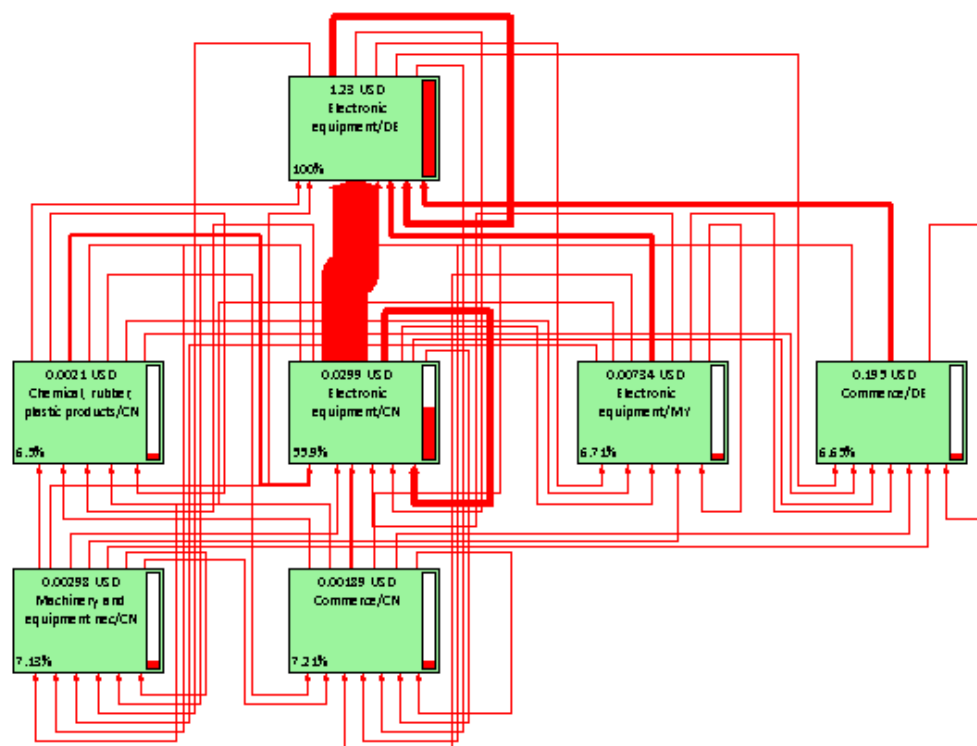 1.23 USD
Electronic
equipment/DE
100%
0.0021 USD
Chemical, rubber,
plastic products/CN
6.5%
0.0299 USD
Electronic
equipment/CN
55.9%
0.00734 USD
Electronic
equipment/MY
6.71%
0.195 USD
Commerce/DE
6.65%
0.00298 USD
Machinery and
equipment nec/CN
7.13%
0.00189 USD
Commerce/CN
7.21%